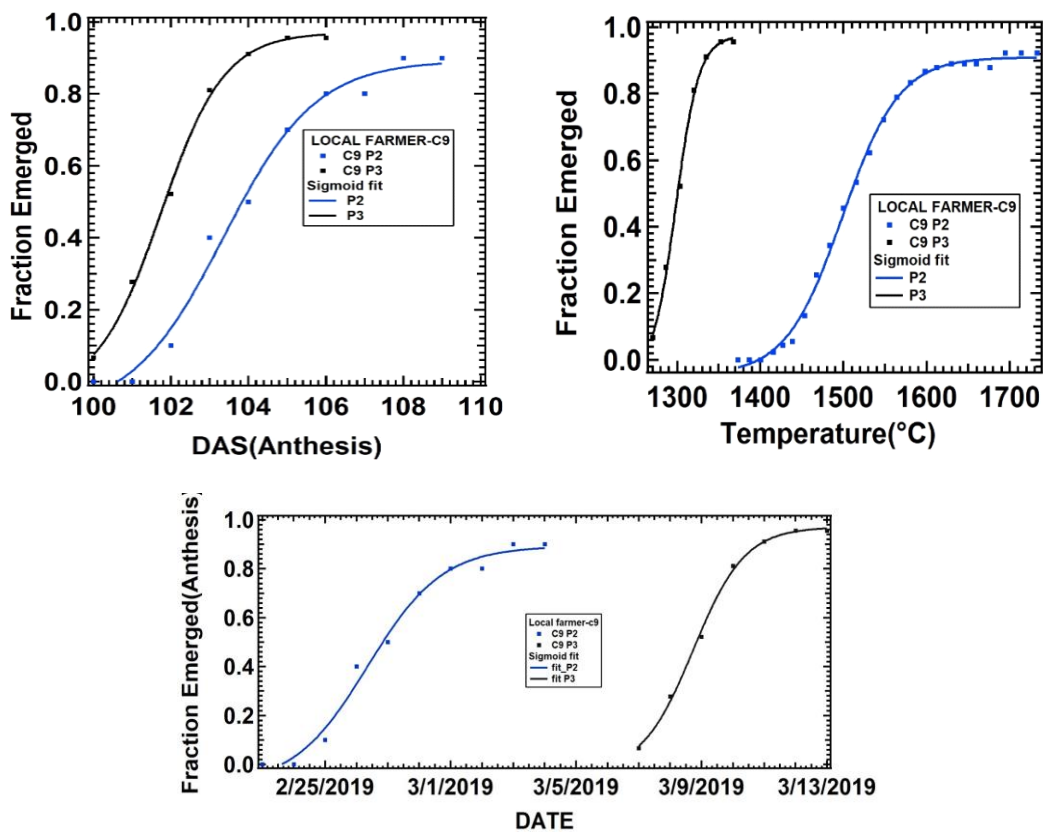 Fraction Emerged
1.0
0.8
0.6
0.4
0.2
0.0
LOCAL FARMER-C9
C9 P2
C9 P3
Sigmoid fit
P2
P3
100 102 104 106 108 110
DAS(Anthesis)
Fraction Emerged
1.0
0.8
0.6
0.4
0.2
0.0
LOCAL FARMER-C9
C9 P2
C9 P3
Sigmoid fit
P2
P3
1300 1400 1500 1600 1700
Temperature(°C)
Fraction Emerged(Anthesis)
1.0
0.8
0.6
0.4
0.2
0.0
Local farmer-c9
C9 P2
C9 P3
Sigmoid fit
fit_P2
fit P3
2/25/2019 3/1/2019 3/5/2019 3/9/2019 3/13/2019
DATE